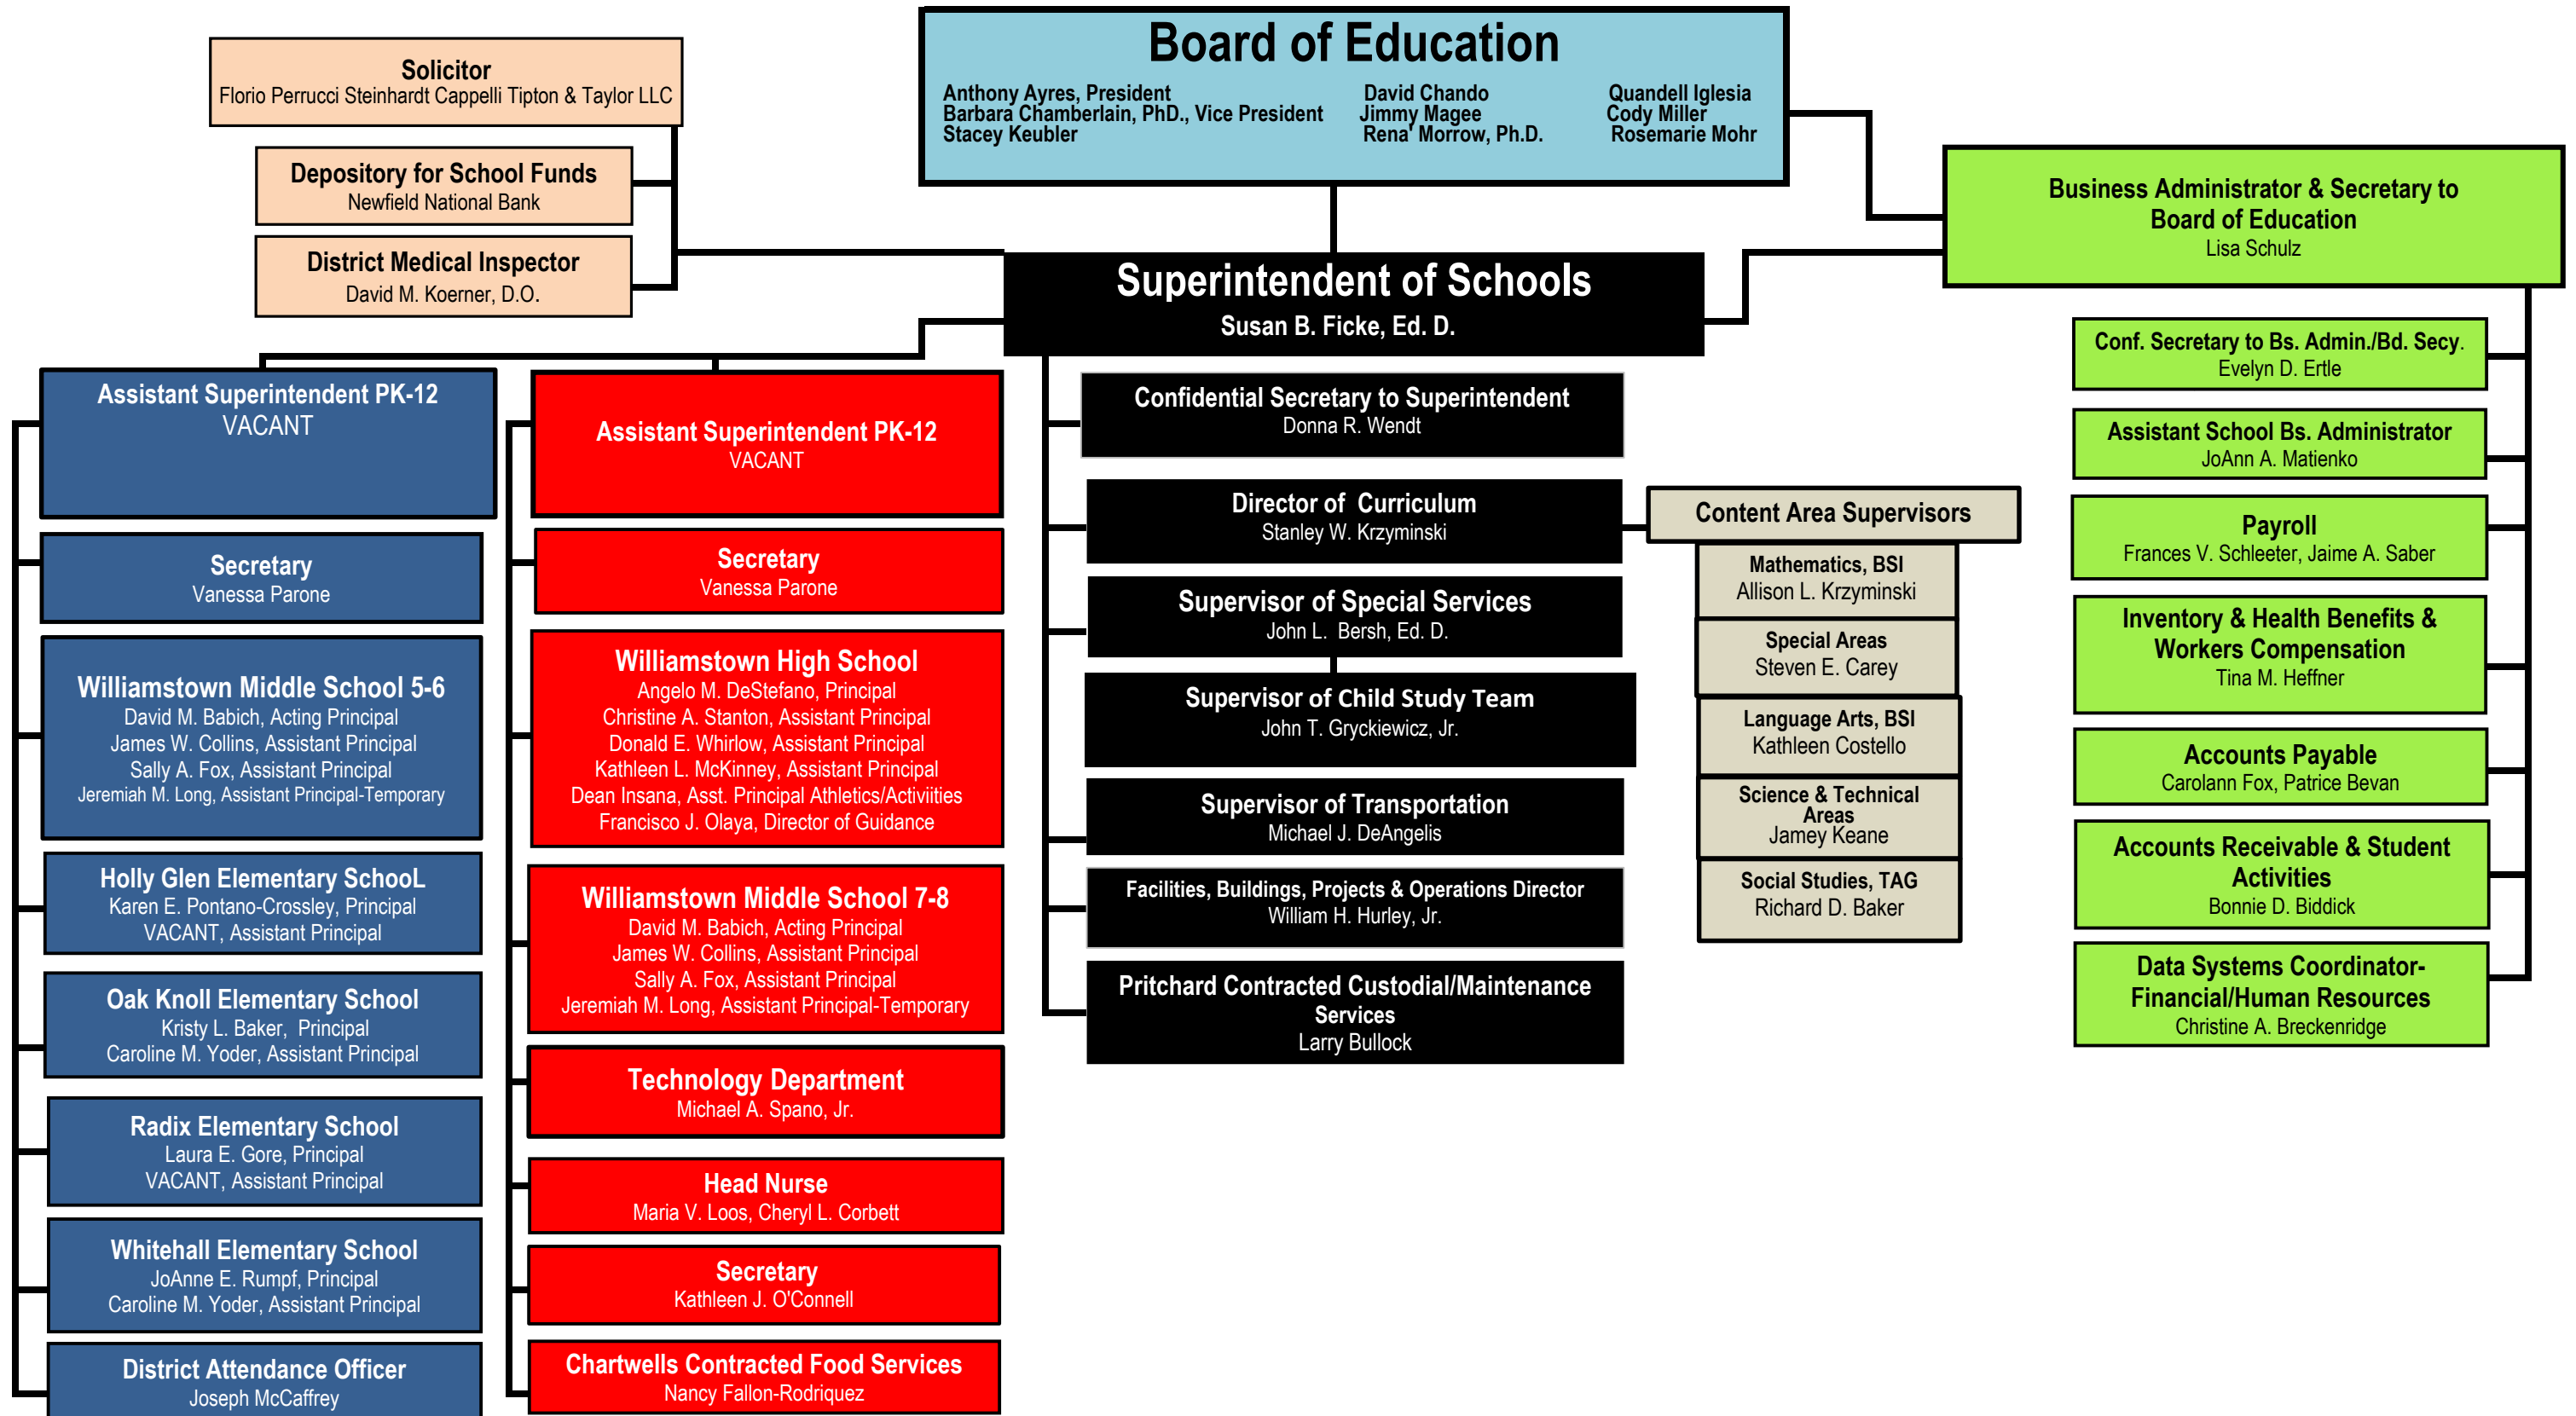 Board of Education
Anthony Ayres, President
Barbara Chamberlain, PhD., Vice President
Stacey Keubler
David Chando
Jimmy Magee
Rena' Morrow, Ph.D.
Quandell Iglesia
Cody Miller
Rosemarie Mohr
Solicitor
Florio Perrucci Steinhardt Cappelli Tipton & Taylor LLC
Depository for School Funds
Newfield National Bank
District Medical Inspector
David M. Koerner, D.O.
Superintendent of Schools
Susan B. Ficke, Ed. D.
Business Administrator & Secretary to
Board of Education
Lisa Schulz
Assistant Superintendent PK-12
VACANT
Secretary
Vanessa Parone
Williamstown Middle School 5-6
David M. Babich, Acting Principal
James W. Collins, Assistant Principal
Sally A. Fox, Assistant Principal
Jeremiah M. Long, Assistant Principal-Temporary
Holly Glen Elementary SchooL
Karen E. Pontano-Crossley, Principal
VACANT, Assistant Principal
Oak Knoll Elementary School
Kristy L. Baker, Principal
Caroline M. Yoder, Assistant Principal
Radix Elementary School
Laura E. Gore, Principal
VACANT, Assistant Principal
Whitehall Elementary School
JoAnne E. Rumpf, Principal
Caroline M. Yoder, Assistant Principal
District Attendance Officer
Joseph McCaffrey
Assistant Superintendent PK-12
VACANT
Secretary
Vanessa Parone
Williamstown High School
Angelo M. DeStefano, Principal
Christine A. Stanton, Assistant Principal
Donald E. Whirlow, Assistant Principal
Kathleen L. McKinney, Assistant Principal
Dean Insana, Asst. Principal Athletics/Activiities
Francisco J. Olaya, Director of Guidance
Williamstown Middle School 7-8
David M. Babich, Acting Principal
James W. Collins, Assistant Principal
Sally A. Fox, Assistant Principal
Jeremiah M. Long, Assistant Principal-Temporary
Technology Department
Michael A. Spano, Jr.
Head Nurse
Maria V. Loos, Cheryl L. Corbett
Secretary
Kathleen J. O'Connell
Chartwells Contracted Food Services
Nancy Fallon-Rodriquez
Confidential Secretary to Superintendent
Donna R. Wendt
Director of Curriculum
Stanley W. Krzyminski
Supervisor of Special Services
John L. Bersh, Ed. D.
Supervisor of Child Study Team
John T. Gryckiewicz, Jr.
Supervisor of Transportation
Michael J. DeAngelis
Facilities, Buildings, Projects & Operations Director
William H. Hurley, Jr.
Pritchard Contracted Custodial/Maintenance
Services
Larry Bullock
Content Area Supervisors
Mathematics, BSI
Allison L. Krzyminski
Special Areas
Steven E. Carey
Language Arts, BSI
Kathleen Costello
Science & Technical
Areas
Jamey Keane
Social Studies, TAG
Richard D. Baker
Conf. Secretary to Bs. Admin./Bd. Secy.
Evelyn D. Ertle
Assistant School Bs. Administrator
JoAnn A. Matienko
Payroll
Frances V. Schleeter, Jaime A. Saber
Inventory & Health Benefits &
Workers Compensation
Tina M. Heffner
Accounts Payable
Carolann Fox, Patrice Bevan
Accounts Receivable & Student
Activities
Bonnie D. Biddick
Data Systems Coordinator-
Financial/Human Resources
Christine A. Breckenridge